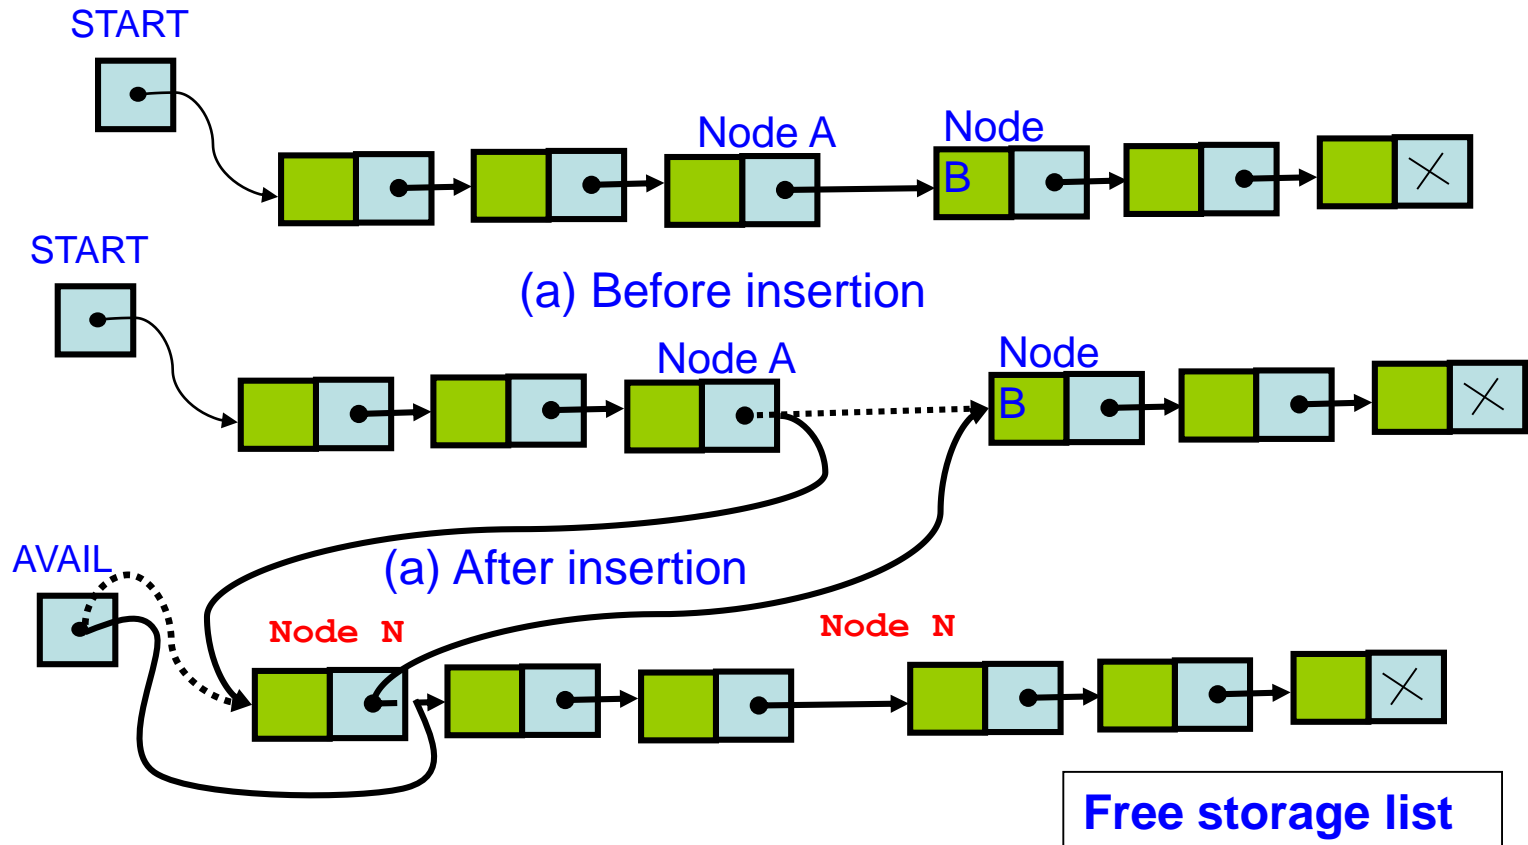 START
Node A
Node
B
START
(a) Before insertion
Node A
Node
B
AVAIL
(a) After insertion
Node N
Node N
Free storage list